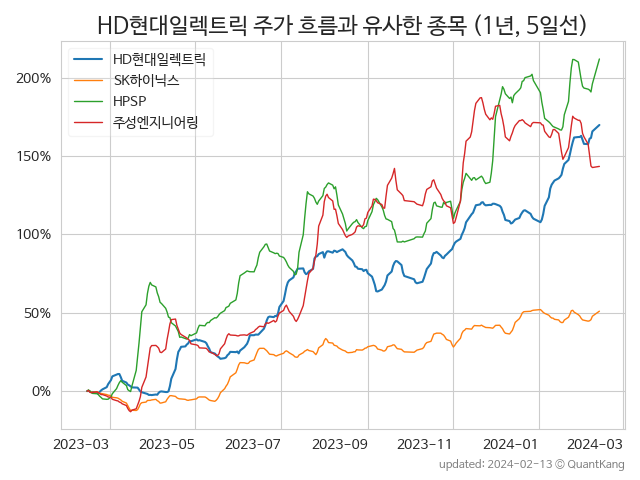 HD현대일렉트릭 주가 흐름과 유사한 종목 (1년, 5일선)
HD현대일렉트릭
SK하이닉스
HPSP
주성엔지니어링
200%
150%
100%
50%
0%
2023-03 2023-05 2023-07 2023-09 2023-11 2024-01 2024-03
updated: 2024-02-13 © QuantKang